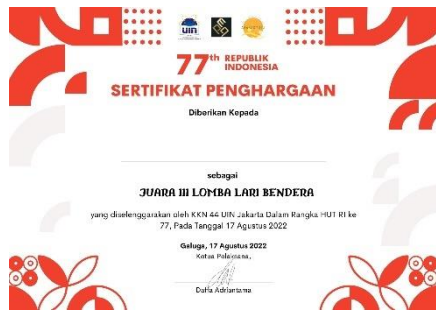 uin
77th REPUBLIK
INDONESIA
SERTIFIKAT PENGHARGAAN
Diberikan Kepada
sebagai
JUARA III LOMBA LARI BENDERA
yang diselenggarakan oleh KKN 44 UIN Jakarta Dalam Rangka HUT RI ke
77, Pada Tanggal 17 Agustus 2022
Galuga, 17 Agustus 2022
Ketua Pelaksana,
Daffa Adriantama